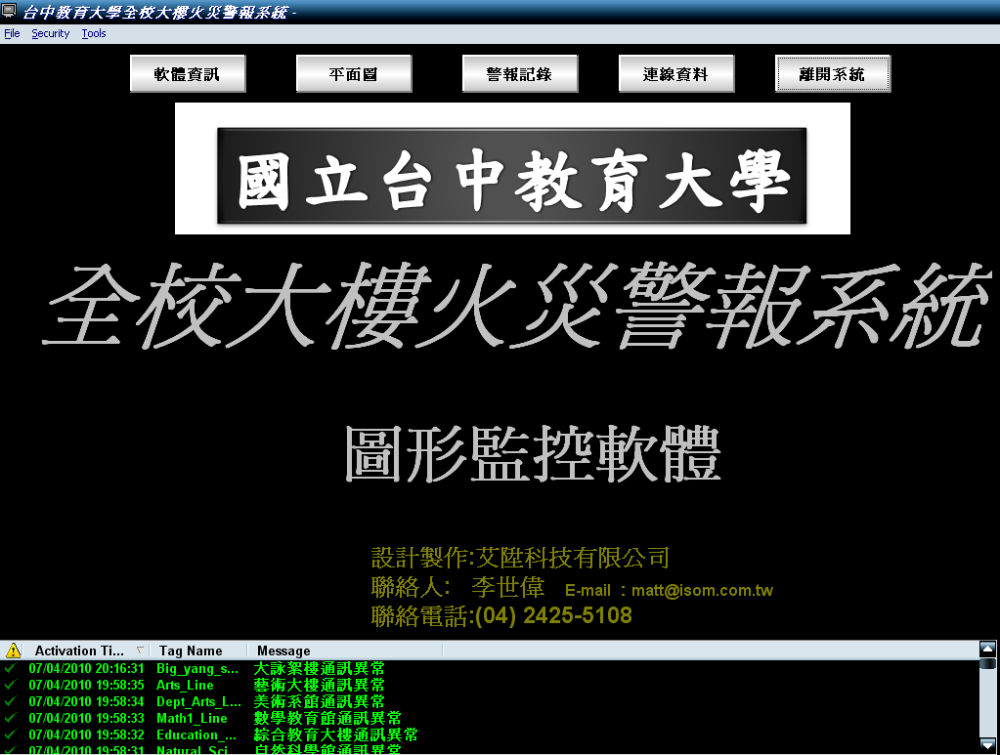 台中教育大學全校大樓火災警報系統 -
File Security Tools
軟體資訊 平面圖 警報記錄 連線資料 離開系統
國立台中教育大學
全校大樓火災警報系統
圖形監控軟體
設計製作:艾陞科技有限公司
聯絡人: 李世偉 E-mail : matt@isom.com.tw
聯絡電話:(04) 2425-5108
Activation Ti... Tag Name Message
07/04/2010 20:16:31 Big_yang_s... 大詠絮樓通訊異常
07/04/2010 19:58:35 Arts_Line 藝術大樓通訊異常
07/04/2010 19:58:34 Dept_Arts_L... 美術系館通訊異常
07/04/2010 19:58:33 Math1_Line 數學教育館通訊異常
07/04/2010 19:58:32 Education_... 綜合教育大樓通訊異常
07/04/2010 19:58:31 Natural_Sci... 自然科學館通訊異常